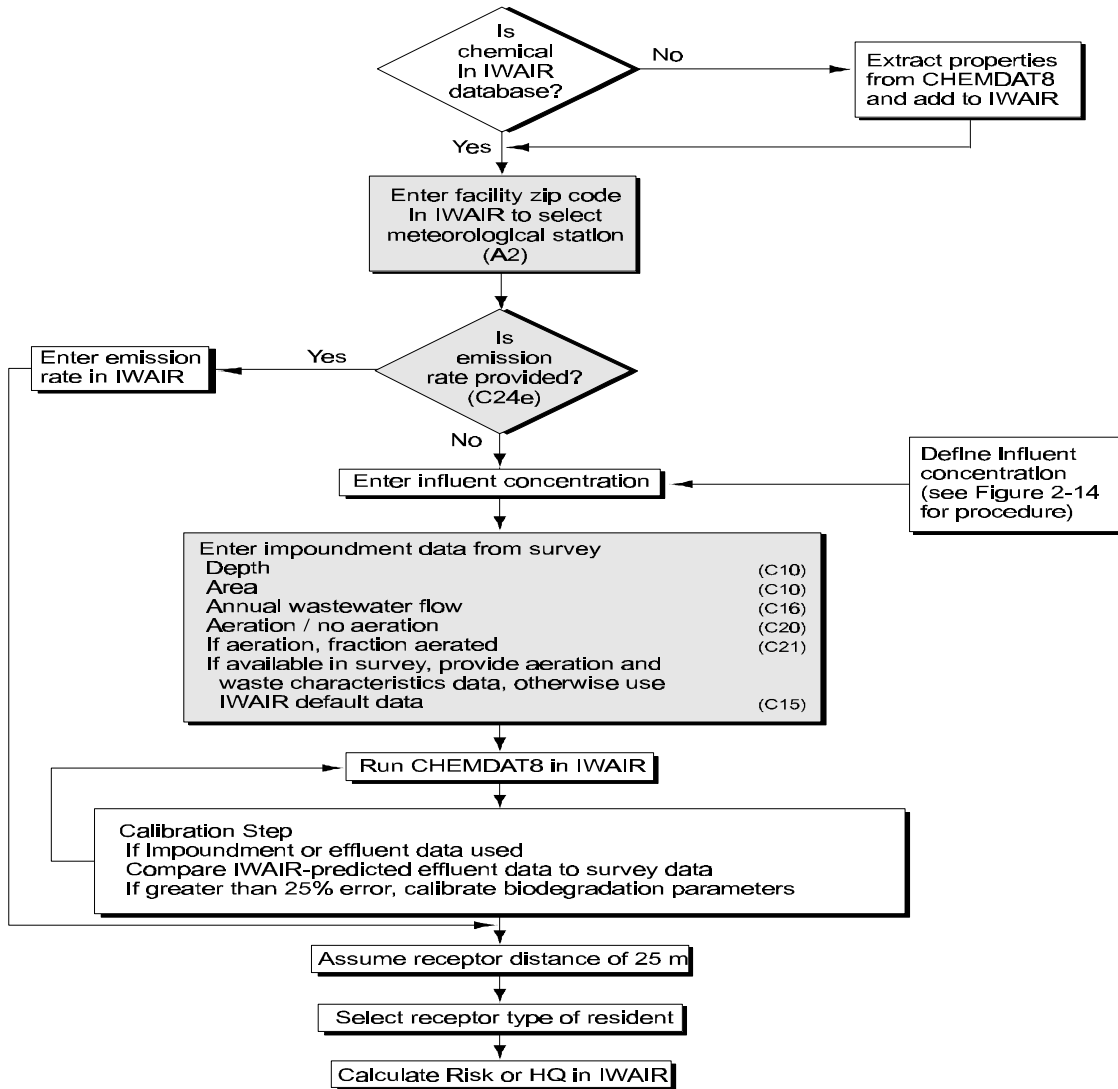 Is
chemical
in IWAIR
database?
No
Extract properties
from CHEMDAT8
and add to IWAIR
Yes
Enter facility zip code
in IWAIR to select
meteorological station
(A2)
Is
emission
rate provided?
(C24e)
Yes
Enter emission
rate in IWAIR
No
Enter influent concentration
Define influent
concentration
(see Figure 2-14
for procedure)
Enter impoundment data from survey
Depth (C10)
Area (C10)
Annual wastewater flow (C16)
Aeration / no aeration (C20)
If aeration, fraction aerated (C21)
If available in survey, provide aeration and
waste characteristics data, otherwise use
IWAIR default data (C15)
Run CHEMDAT8 in IWAIR
Calibration Step
If Impoundment or effluent data used
Compare IWAIR-predicted effluent data to survey data
If greater than 25% error, calibrate biodegradation parameters
Assume receptor distance of 25 m
Select receptor type of resident
Calculate Risk or HQ in IWAIR